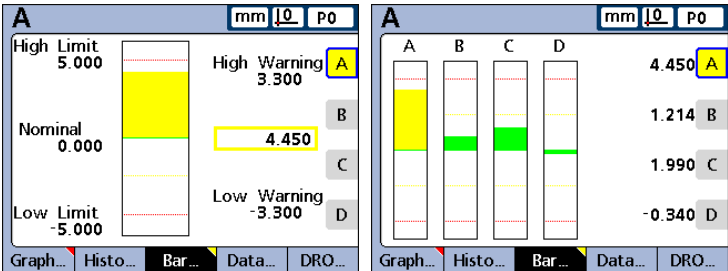 A mm 0 P0
High Limit
5.000
High Warning A
3.300
B
Nominal
0.000
4.450
C
Low Warning
-3.300 D
Low Limit
-5.000
Graph... Histo... Bar... Data... DRO...
A mm 0 P0
A B C D
4.450 A
1.214 B
1.990 C
-0.340 D
Graph... Histo... Bar... Data... DRO...